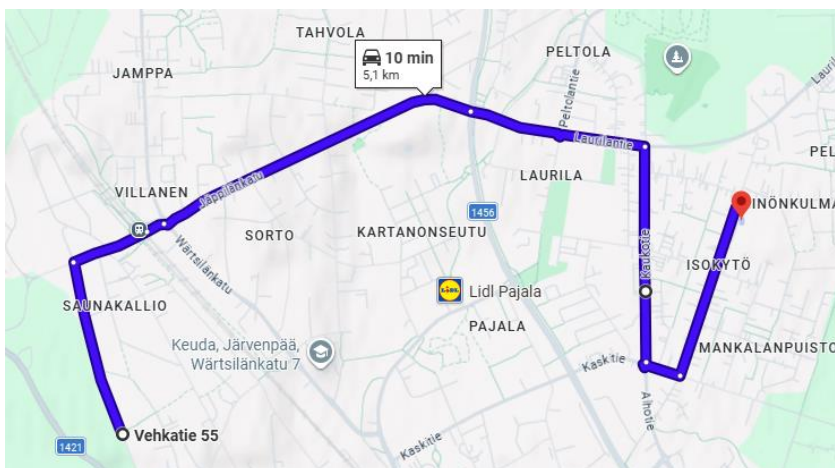 TAHVOLA
PELTOLA
10 min
5,1 km
JAMPPA
Peltolantie
Laurilantie
PEL
LAURILA
VILLANEN
Jäppilänkatu
INÖNKULMA
1456
SORTO
KARTANONSEUTU
Wärtsilänkatu
Kaukotie
ISOKYTÖ
Lidl Pajala
SAUNAKALLIO
PAJALA
Keuda, Järvenpää,
Wärtsilänkatu 7
MANKALANPUISTO
Kaskitie
Alhotie
Vehkatie 55
1421
Kaskitie